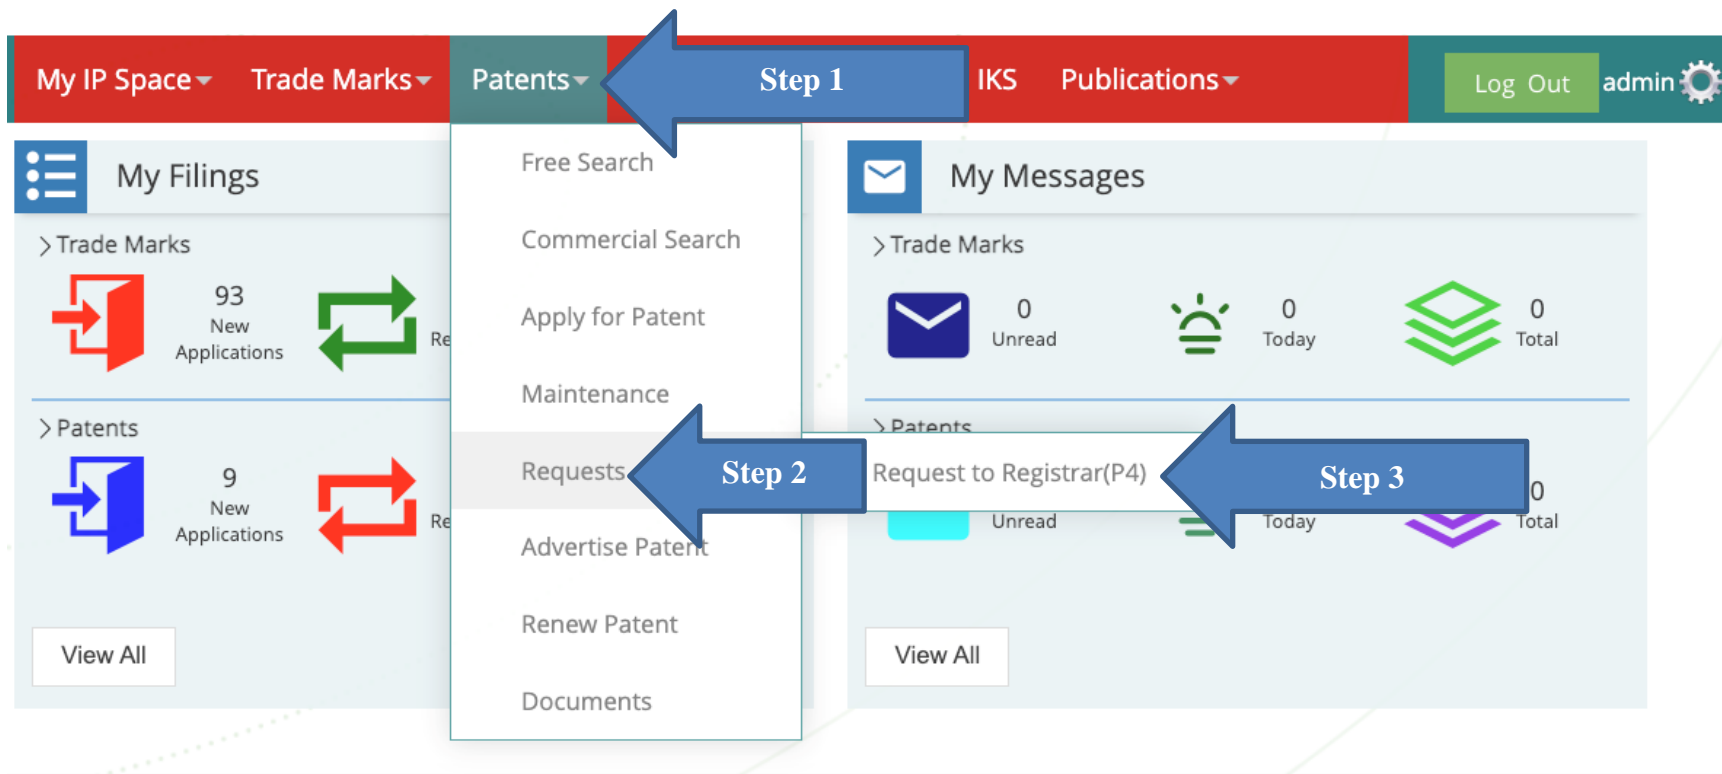 My IP Space Trade Marks Patents Step 1 IKS Publications Log Out admin
My Filings
Trade Marks
93
New
Applications
Patents
9
New
Applications
View All
Free Search
Commercial Search
Apply for Patent
Maintenance
Requests
Step 2
Request to Registrar(P4)
Step 3
Advertise Patent
Renew Patent
Documents
My Messages
Trade Marks
0
Unread
0
Today
0
Total
Patents
Unread
Today
0
Total
View All